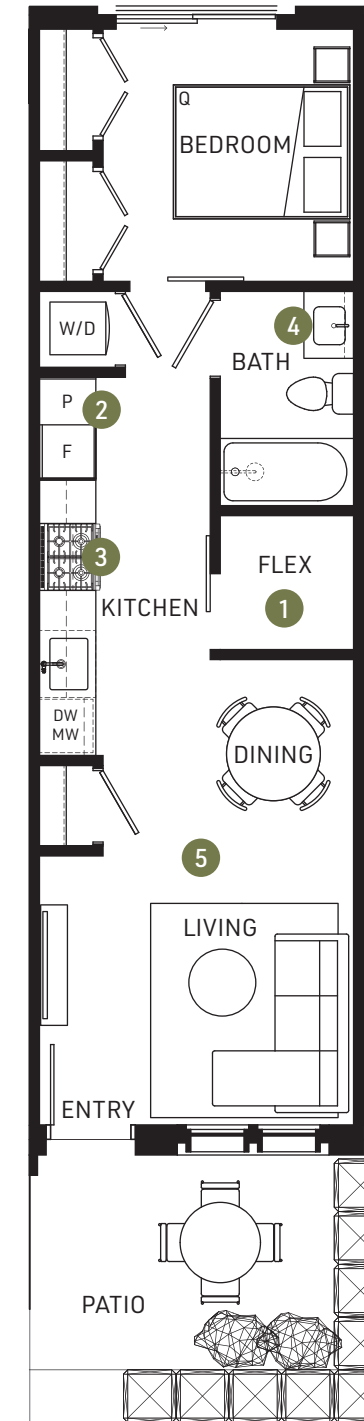 Q
BEDROOM
W/D
4
BATH
P
2
F
3
KITCHEN
FLEX
1
DW
MW
DINING
5
LIVING
ENTRY
PATIO